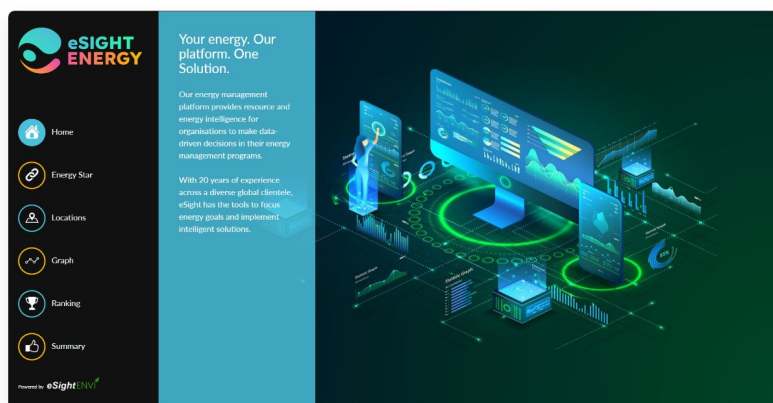 eSIGHT
ENERGY
Home
Energy Star
Locations
Graph
Ranking
Summary
Powered by eSightENVI
Your energy. Our
platform. One
Solution.
Our energy management
platform provides resource and
energy intelligence for
organisations to make data-
driven decisions in their energy
management programs.
With 20 years of experience
across a diverse global clientele,
eSight has the tools to focus
energy goals and implement
intelligent solutions.